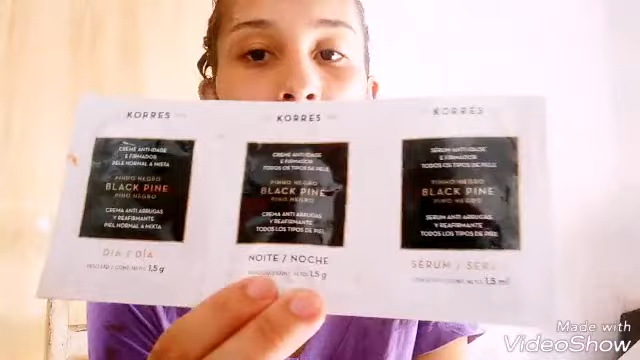 KORRES
CREME ANTI-IDADE
E FIRMADOR
PELE NORMAL A MISTA
PINHO NEGRO
BLACK PINE
PINO NEGRO
CREMA ANTI ARRUGAS
Y REAFIRMANTE
PIEL NORMAL A MIXTA
DIA / DÍA
1,5 g
KORRES
CREME ANTI-IDADE
E FIRMADOR
TODOS OS TIPOS DE PELE
PINHO NEGRO
BLACK PINE
PINO NEGRO
CREMA ANTI ARRUGAS
Y REAFIRMANTE
TODOS LOS TIPOS DE PIEL
NOITE / NOCHE
1,5 g
KORRES
SÉRUM ANTI-IDADE
E FIRMADOR
TODOS OS TIPOS DE PELE
PINHO NEGRO
BLACK PINE
PINO NEGRO
SERUM ANTI ARRUGAS
Y REAFIRMANTE
TODOS LOS TIPOS DE PIEL
SÉRUM /
1,5 ml
Made with
VideoShow